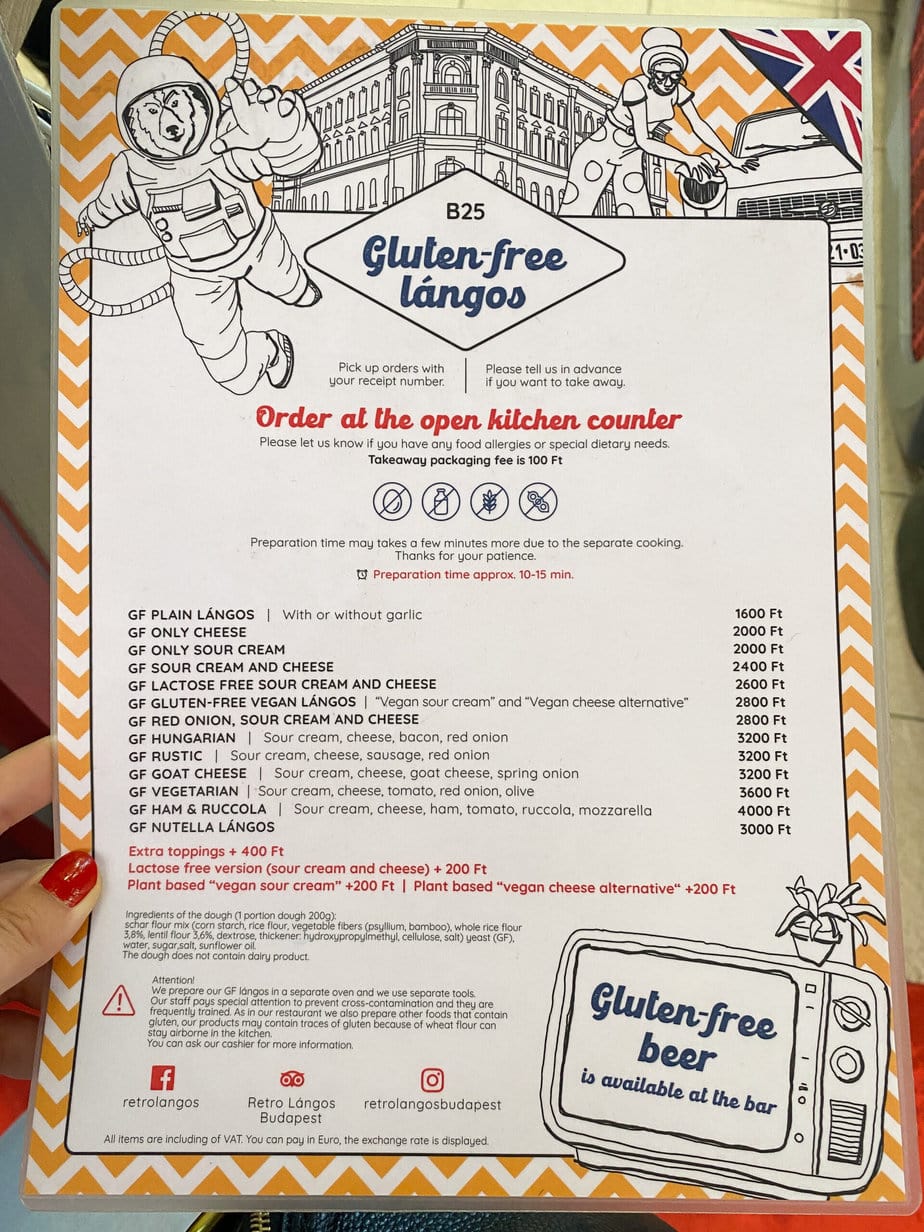 B25
Gluten-free
lángos
Pick up orders with
your receipt number.
Please tell us in advance
if you want to take away.
Order at the open kitchen counter
Please let us know if you have any food allergies or special dietary needs.
Takeaway packaging fee is 100 Ft
Preparation time may takes a few minutes more due to the separate cooking.
Thanks for your patience.
Preparation time approx. 10-15 min.
GF PLAIN LÁNGOS | With or without garlic 1600 Ft
GF ONLY CHEESE 2000 Ft
GF ONLY SOUR CREAM 2000 Ft
GF SOUR CREAM AND CHEESE 2400 Ft
GF LACTOSE FREE SOUR CREAM AND CHEESE 2600 Ft
GF GLUTEN-FREE VEGAN LÁNGOS | "Vegan sour cream" and "Vegan cheese alternative" 2800 Ft
GF RED ONION, SOUR CREAM AND CHEESE 2800 Ft
GF HUNGARIAN | Sour cream, cheese, bacon, red onion 3200 Ft
GF RUSTIC | Sour cream, cheese, sausage, red onion 3200 Ft
GF GOAT CHEESE | Sour cream, cheese, goat cheese, spring onion 3200 Ft
GF VEGETARIAN | Sour cream, cheese, tomato, red onion, olive 3600 Ft
GF HAM & RUCCOLA | Sour cream, cheese, ham, tomato, ruccola, mozzarella 4000 Ft
GF NUTELLA LÁNGOS 3000 Ft
Extra toppings + 400 Ft
Lactose free version (sour cream and cheese) + 200 Ft
Plant based "vegan sour cream" +200 Ft | Plant based "vegan cheese alternative" +200 Ft
Ingredients of the dough (1 portion dough 200g):
schar flour mix (corn starch, rice flour, vegetable fibers (psyllium, bamboo), whole rice flour
3,8%, lentil flour 3,6%, dextrose, thickener: hydroxypropylmethyl, cellulose, salt) yeast (GF),
water, sugar,salt, sunflower oil.
The dough does not contain dairy product.
Attention!
We prepare our GF lángos in a separate oven and we use separate tools.
Our staff pays special attention to prevent cross-contamination and they are
frequently trained. As in our restaurant we also prepare other foods that contain
gluten, our products may contain traces of gluten because of wheat flour can
stay airborne in the kitchen.
You can ask our cashier for more information.
Gluten-free
beer
is available at the bar
retrolangos
Retro Lángos
Budapest
retrolangosbudapest
All items are including of VAT. You can pay in Euro, the exchange rate is displayed.